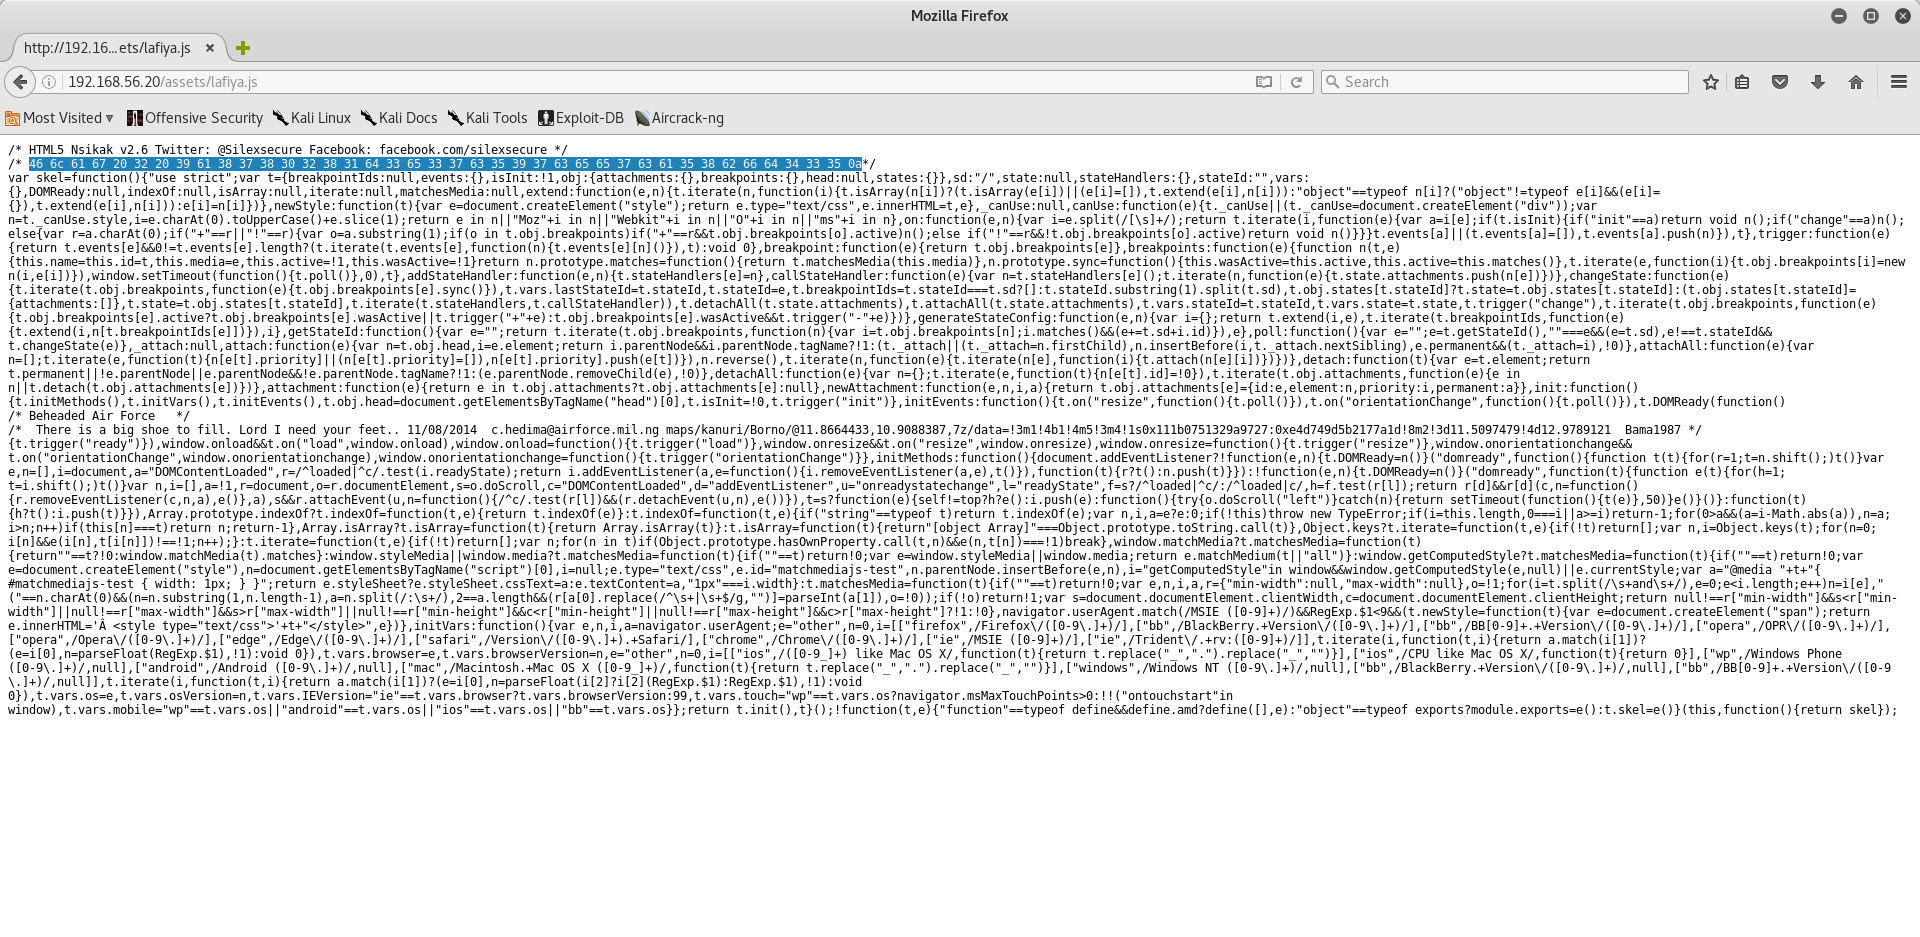 Mozilla Firefox
http://192.16...ets/lafiya.js
192.168.56.20/assets/lafiya.js
Search
Most Visited Offensive Security Kali Linux Kali Docs Kali Tools Exploit-DB Aircrack-ng
/* HTML5 Nsikak v2.6 Twitter: @Silexsecure Facebook: facebook.com/silexsecure */
/* 46 6c 61 67 20 32 20 39 61 38 37 38 30 32 38 31 64 33 65 33 37 63 35 39 37 63 65 65 37 63 61 35 38 62 66 64 34 33 35 0a*/
var skel=function(){"use strict";var t={breakpointIds:null,events:{},isInit:!1,obj:{attachments:{},breakpoints:{},head:null,states:{}},sd:"/",state:null,stateHandlers:{},stateId:"",vars:
{},DOMReady:null,indexOf:null,isArray:null,iterate:null,matchesMedia:null,extend:function(e,n){t.iterate(n,function(i){t.isArray(n[i])?(t.isArray(e[i])||(e[i]=[]),t.extend(e[i],n[i])):"object"==typeof n[i]?("object"!=typeof e[i]&&(e[i]=
{}),t.extend(e[i],n[i])):e[i]=n[i]})},newStyle:function(t){var e=document.createElement("style");return e.type="text/css",e.innerHTML=t,e},_canUse:null,canUse:function(e){t._canUse||(t._canUse=document.createElement("div"));var
n=t._canUse.style,i=e.charAt(0).toUpperCase()+e.slice(1);return e in n||"Moz"+i in n||"Webkit"+i in n||"O"+i in n||"ms"+i in n},on:function(e,n){var i=e.split(/[\s]+/);return t.iterate(i,function(e){var a=i[e];if(t.isInit){if("init"==a)return void n();if("change"==a)n();
else{var r=a.charAt(0);if("+"==r||"!"==r){var o=a.substring(1);if(o in t.obj.breakpoints)if("+"==r&&t.obj.breakpoints[o].active)n();else if("!"==r&&!t.obj.breakpoints[o].active)return void n()}}}t.events[a]||(t.events[a]=[]),t.events[a].push(n)}),t},trigger:function(e)
{return t.events[e]&&0!=t.events[e].length?(t.iterate(t.events[e],function(n){t.events[e][n]()}),t):void 0},breakpoint:function(e){return t.obj.breakpoints[e]},breakpoints:function(e){function n(t,e)
{this.name=this.id=t,this.media=e,this.active=!1,this.wasActive=!1}return n.prototype.matches=function(){return t.matchesMedia(this.media)},n.prototype.sync=function(){this.wasActive=this.active,this.active=this.matches()},t.iterate(e,function(i){t.obj.breakpoints[i]=new
n(i,e[i])}),window.setTimeout(function(){t.poll()},0),t},addStateHandler:function(e,n){t.stateHandlers[e]=n},callStateHandler:function(e){var n=t.stateHandlers[e]();t.iterate(n,function(e){t.state.attachments.push(n[e])})},changeState:function(e)
{t.iterate(t.obj.breakpoints,function(e){t.obj.breakpoints[e].sync()}),t.vars.lastStateId=t.stateId,t.stateId=e,t.breakpointIds=t.stateId===t.sd?[]:t.stateId.substring(1).split(t.sd),t.obj.states[t.stateId]?t.state=t.obj.states[t.stateId]:(t.obj.states[t.stateId]=
{attachments:[]},t.state=t.obj.states[t.stateId],t.iterate(t.stateHandlers,t.callStateHandler)),t.detachAll(t.state.attachments),t.attachAll(t.state.attachments),t.vars.stateId=t.stateId,t.vars.state=t.state,t.trigger("change"),t.iterate(t.obj.breakpoints,function(e)
{t.obj.breakpoints[e].active?t.obj.breakpoints[e].wasActive||t.trigger("+"+e):t.obj.breakpoints[e].wasActive&&t.trigger("-"+e)})},generateStateConfig:function(e,n){var i={};return t.extend(i,e),t.iterate(t.breakpointIds,function(e)
{t.extend(i,n[t.breakpointIds[e]])}),i},getStateId:function(){var e="";return t.iterate(t.obj.breakpoints,function(n){var i=t.obj.breakpoints[n];i.matches()&&(e+=t.sd+i.id)}),e},poll:function(){var e="";e=t.getStateId(),""===e&&(e=t.sd),e!==t.stateId&&
t.changeState(e)},_attach:null,attach:function(e){var n=t.obj.head,i=e.element;return i.parentNode&&i.parentNode.tagName?!1:(t._attach||(t._attach=n.firstChild),n.insertBefore(i,t._attach.nextSibling),e.permanent&&(t._attach=i),!0)},attachAll:function(e){var
n=[];t.iterate(e,function(t){n[e[t].priority]||(n[e[t].priority]=[]),n[e[t].priority].push(e[t])}),n.reverse(),t.iterate(n,function(e){t.iterate(n[e],function(i){t.attach(n[e][i])})})},detach:function(t){var e=t.element;return
t.permanent||!e.parentNode||e.parentNode&&!e.parentNode.tagName?!1:(e.parentNode.removeChild(e),!0)},detachAll:function(e){var n={};t.iterate(e,function(t){n[e[t].id]=!0}),t.iterate(t.obj.attachments,function(e){e in
n||t.detach(t.obj.attachments[e])})},attachment:function(e){return e in t.obj.attachments?t.obj.attachments[e]:null},newAttachment:function(e,n,i,a){return t.obj.attachments[e]={id:e,element:n,priority:i,permanent:a}},init:function()
{t.initMethods(),t.initVars(),t.initEvents(),t.obj.head=document.getElementsByTagName("head")[0],t.isInit=!0,t.trigger("init")},initEvents:function(){t.on("resize",function(){t.poll()}),t.on("orientationChange",function(){t.poll()}),t.DOMReady(function()
/* Beheaded Air Force   */
/*  There is a big shoe to fill. Lord I need your feet.. 11/08/2014  c.hedima@airforce.mil.ng maps/kanuri/Borno/@11.8664433,10.9088387,7z/data=!3m1!4b1!4m5!3m4!1s0x111b0751329a9727:0xe4d749d5b2177a1d!8m2!3d11.5097479!4d12.9789121  Bama1987 */
{t.trigger("ready")}),window.onload&&t.on("load",window.onload),window.onload=function(){t.trigger("load")},window.onresize&&t.on("resize",window.onresize),window.onresize=function(){t.trigger("resize")},window.onorientationchange&&
t.on("orientationChange",window.onorientationchange),window.onorientationchange=function(){t.trigger("orientationChange")}},initMethods:function(){document.addEventListener?!function(e,n){t.DOMReady=n()}("domready",function(){function t(t){for(r=1;t=n.shift();)t()}var
e,n=[],i=document,a="DOMContentLoaded",r=/^loaded|^c/.test(i.readyState);return i.addEventListener(a,e=function(){i.removeEventListener(a,e),t()}),function(t){r?t():n.push(t)}}):!function(e,n){t.DOMReady=n()}("domready",function(t){function e(t){for(h=1;
t=i.shift();)t()}var n,i=[],a=!1,r=document,o=r.documentElement,s=o.doScroll,c="DOMContentLoaded",d="addEventListener",u="onreadystatechange",l="readyState",f=s?/^loaded|^c/:/^loaded|c/,h=f.test(r[l]);return r[d]&&r[d](c,n=function()
{r.removeEventListener(c,n,a),e()},a),s&&r.attachEvent(u,n=function(){/^c/.test(r[l])&&(r.detachEvent(u,n),e())}),t=s?function(e){self!=top?h?e():i.push(e):function(){try{o.doScroll("left")}catch(n){return setTimeout(function(){t(e)},50)}e()}()}:function(t)
{h?t():i.push(t)}}),Array.prototype.indexOf?t.indexOf=function(t,e){return t.indexOf(e)}:t.indexOf=function(t,e){if("string"==typeof t)return t.indexOf(e);var n,i,a=e?e:0;if(!this)throw new TypeError;if(i=this.length,0===i||a>=i)return-1;for(0>a&&(a=i-Math.abs(a)),n=a;
i>n;n++)if(this[n]===t)return n;return-1},Array.isArray?t.isArray=function(t){return Array.isArray(t)}:t.isArray=function(t){return"[object Array]"===Object.prototype.toString.call(t)},Object.keys?t.iterate=function(t,e){if(!t)return[];var n,i=Object.keys(t);for(n=0;
i[n]&&e(i[n],t[i[n]])!==!1;n++);}:t.iterate=function(t,e){if(!t)return[];var n;for(n in t)if(Object.prototype.hasOwnProperty.call(t,n)&&e(n,t[n])===!1)break},window.matchMedia?t.matchesMedia=function(t)
{return""==t?!0:window.matchMedia(t).matches}:window.styleMedia||window.media?t.matchesMedia=function(t){if(""==t)return!0;var e=window.styleMedia||window.media;return e.matchMedium(t||"all")}:window.getComputedStyle?t.matchesMedia=function(t){if(""==t)return!0;var
e=document.createElement("style"),n=document.getElementsByTagName("script")[0],i=null;e.type="text/css",e.id="matchmediajs-test",n.parentNode.insertBefore(e,n),i="getComputedStyle"in window&&window.getComputedStyle(e,null)||e.currentStyle;var a="@media "+t+"{
#matchmediajs-test { width: 1px; } }";return e.styleSheet?e.styleSheet.cssText=a:e.textContent=a,"1px"===i.width}:t.matchesMedia=function(t){if(""==t)return!0;var e,n,i,a,r={"min-width":null,"max-width":null},o=!1;for(i=t.split(/\s+and\s+/),e=0;e<i.length;e++)n=i[e],"
("==n.charAt(0)&&(n=n.substring(1,n.length-1),a=n.split(/:\s+/),2==a.length&&(r[a[0].replace(/^\s+|\s+$/g,"")]=parseInt(a[1]),o=!0));if(!o)return!1;var s=document.documentElement.clientWidth,c=document.documentElement.clientHeight;return null!==r["min-width"]&&s<r["min-
width"]||null!==r["max-width"]&&s>r["max-width"]||null!==r["min-height"]&&c<r["min-height"]||null!==r["max-height"]&&c>r["max-height"]?!1:!0},navigator.userAgent.match(/MSIE ([0-9]+)/)&&RegExp.$1<9&&(t.newStyle=function(t){var e=document.createElement("span");return
e.innerHTML='Â <style type="text/css">'+t+"</style>",e})},initVars:function(){var e,n,i,a=navigator.userAgent;e="other",n=0,i=[["firefox",/Firefox\/([0-9\.]+)/],["bb",/BlackBerry.+Version\/([0-9\.]+)/],["bb",/BB[0-9]+.+Version\/([0-9\.]+)/],["opera",/OPR\/([0-9\.]+)/],
["opera",/Opera\/([0-9\.]+)/],["edge",/Edge\/([0-9\.]+)/],["safari",/Version\/([0-9\.]+).+Safari/],["chrome",/Chrome\/([0-9\.]+)/],["ie",/MSIE ([0-9]+)/],["ie",/Trident\/.+rv:([0-9]+)/]],t.iterate(i,function(t,i){return a.match(i[1])?
(e=i[0],n=parseFloat(RegExp.$1),!1):void 0}),t.vars.browser=e,t.vars.browserVersion=n,e="other",n=0,i=[["ios",/([0-9_]+) like Mac OS X/,function(t){return t.replace("_",".").replace("_","")}],["ios",/CPU like Mac OS X/,function(t){return 0}],["wp",/Windows Phone
([0-9\.]+)/,null],["android",/Android ([0-9\.]+)/,null],["mac",/Macintosh.+Mac OS X ([0-9_]+)/,function(t){return t.replace("_",".").replace("_","")}],["windows",/Windows NT ([0-9\.]+)/,null],["bb",/BlackBerry.+Version\/([0-9\.]+)/,null],["bb",/BB[0-9]+.+Version\/([0-9
\.]+)/,null]],t.iterate(i,function(t,i){return a.match(i[1])?(e=i[0],n=parseFloat(i[2]?i[2](RegExp.$1):RegExp.$1),!1):void
0}),t.vars.os=e,t.vars.osVersion=n,t.vars.IEVersion="ie"==t.vars.browser?t.vars.browserVersion:99,t.vars.touch="wp"==t.vars.os?navigator.msMaxTouchPoints>0:!!("ontouchstart"in
window),t.vars.mobile="wp"==t.vars.os||"android"==t.vars.os||"ios"==t.vars.os||"bb"==t.vars.os}};return t.init(),t}();!function(t,e){"function"==typeof define&&define.amd?define([],e):"object"==typeof exports?module.exports=e():t.skel=e()}(this,function(){return skel});